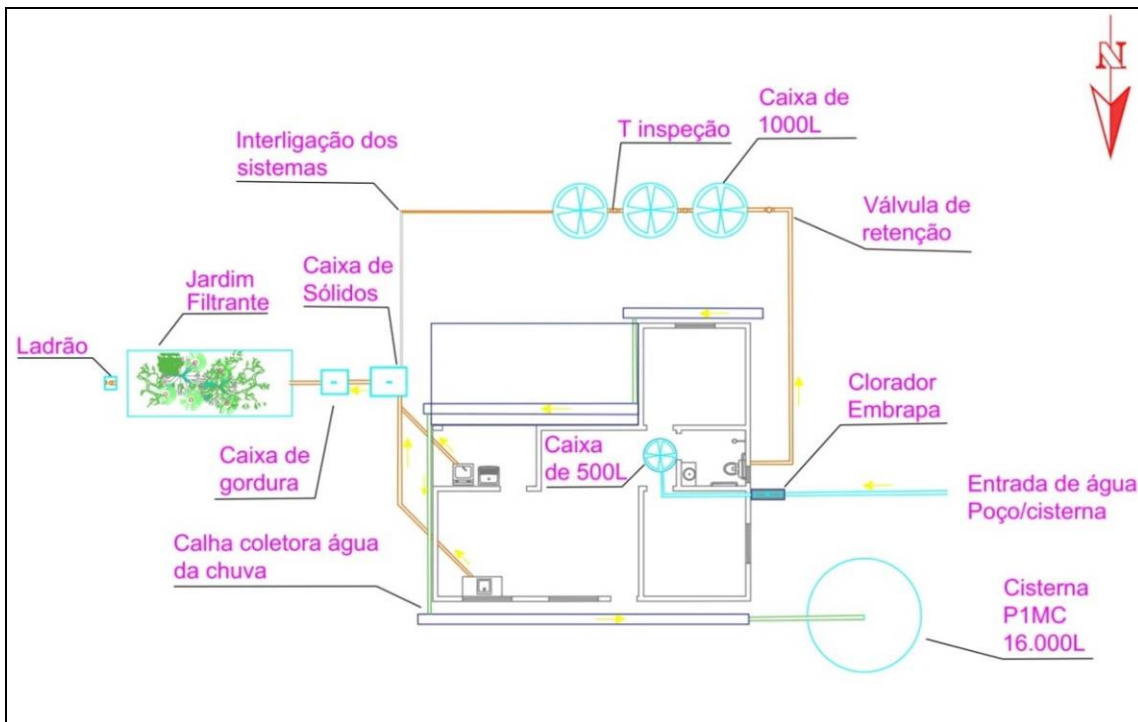 N
Caixa de
1000L
T inspeção
Interligação dos
sistemas
Válvula de
retenção
Caixa de
Sólidos
Jardim
Filtrante
Ladrão
Clorador
Embrapa
Caixa
de 500L
Caixa de
gordura
Entrada de água
Poço/cisterna
Calha coletora água
da chuva
Cisterna
P1MC
16.000L